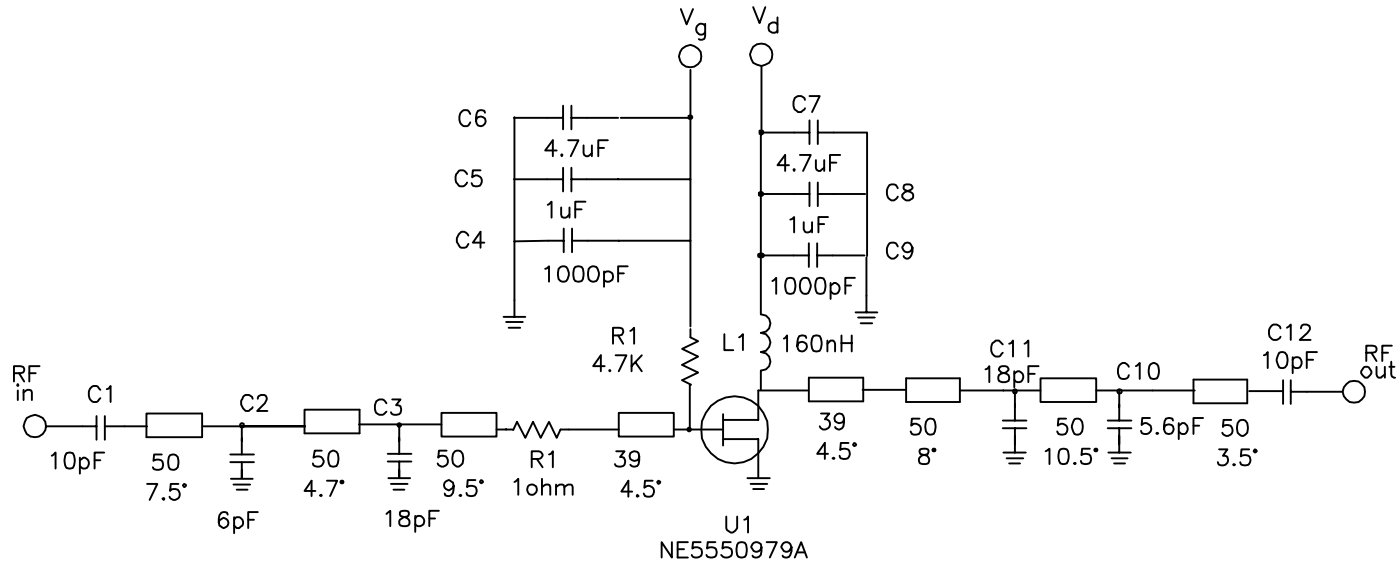 V
g
V
d
C6
4.7uF
C5
1uF
C4
1000pF
C7
4.7uF
C8
1uF
C9
1000pF
R1
4.7K
L1
160nH
RF
in
C1
10pF
50
7.5°
C2
6pF
50
4.7°
C3
18pF
50
9.5°
R1
1ohm
39
4.5°
U1
NE5550979A
39
4.5°
50
8°
C11
18pF
50
10.5°
C10
5.6pF
50
3.5°
C12
10pF
RF
out